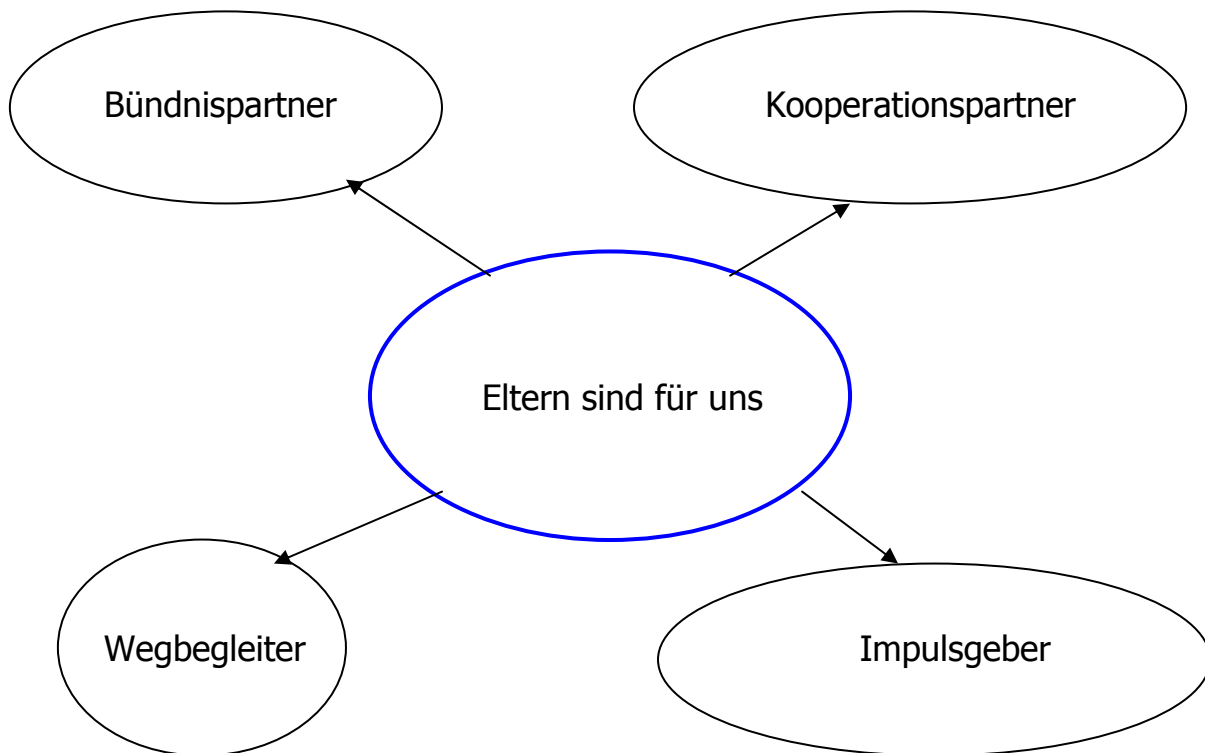 Bündnispartner
Kooperationspartner
Eltern sind für uns
Wegbegleiter
Impulsgeber